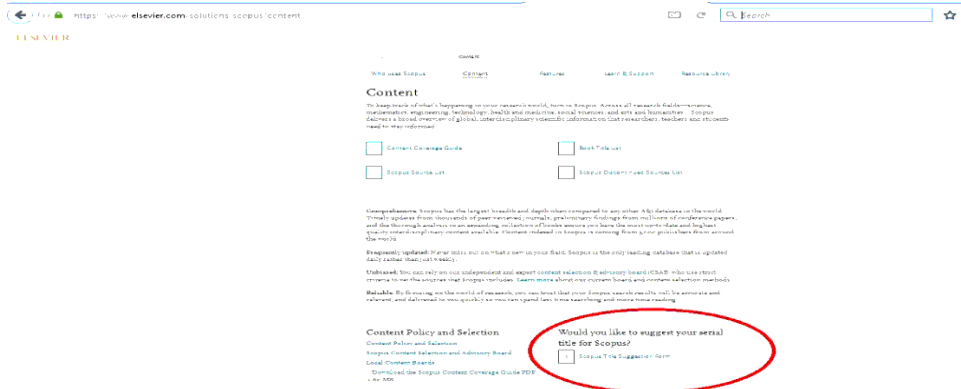 https://www.elsevier.com/solutions/scopus/content
Search
ELSEVIER
Content
Who uses Scopus Content Features Learn & Support Resource Library
Content
To keep track of what's happening in your research world, turn to Scopus. Across all research fields—science,
mathematics, engineering, technology, health and medicine, social sciences, and arts and humanities— Scopus
delivers a broad overview of global, interdisciplinary scientific information that researchers, teachers and students
need to stay informed.
Content Coverage Guide Book Title List
Scopus Source List Scopus Discontinued Sources List
Comprehensive: Scopus has the largest breadth and depth when compared to any other A&I database in the world.
Timely updates from thousands of peer-reviewed journals, preliminary findings from millions of conference papers,
and the thorough analysis in an expanding collection of books ensure you have the most up-to-date and highest
quality interdisciplinary content available. Content indexed in Scopus is coming from publishers from around
the world.
Frequently updated: Never miss out on what's new in your field. Scopus is the only leading database that is updated
daily rather than just weekly.
Unbiased: You can rely on our independent and expert content selection & advisory board (CSAB) who use strict
criteria to vet the sources that Scopus includes. Learn more about our current board and content selection methods.
Reliable: By focusing on the world of research, you can trust that your Scopus search results will be accurate and
relevant, and delivered to you quickly so you can spend less time searching and more time reading.
Content Policy and Selection
Content Policy and Selection
Scopus Content Selection and Advisory Board
Local Content Boards
Download the Scopus Content Coverage Guide PDF
Would you like to suggest your serial
title for Scopus?
Scopus Title Suggestion Form